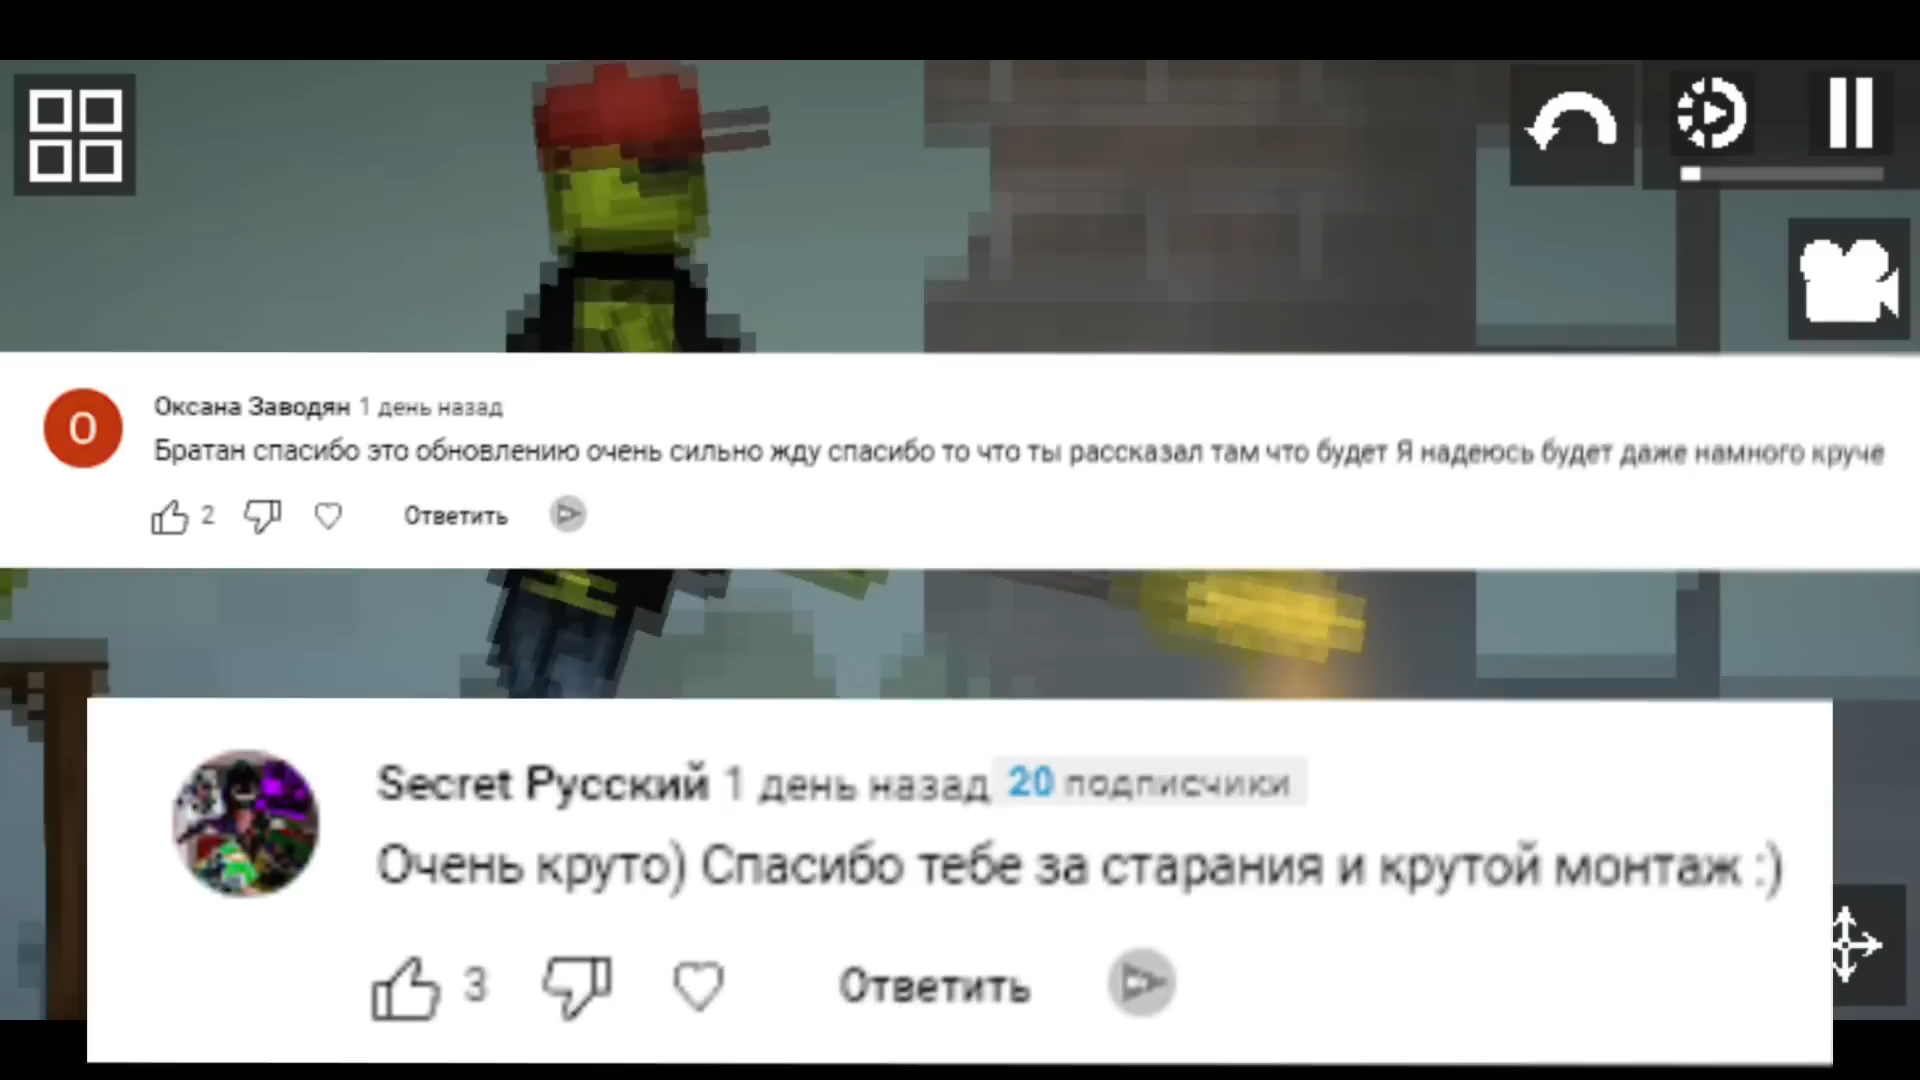 О
Оксана Заводян 1 день назад
Братан спасибо это обновлению очень сильно жду спасибо то что ты рассказал там что будет Я надеюсь будет даже намного круче
2 Ответить
Secret Русский 1 день назад 20 подписчики
Очень круто) Спасибо тебе за старания и крутой монтаж :)
3 Ответить